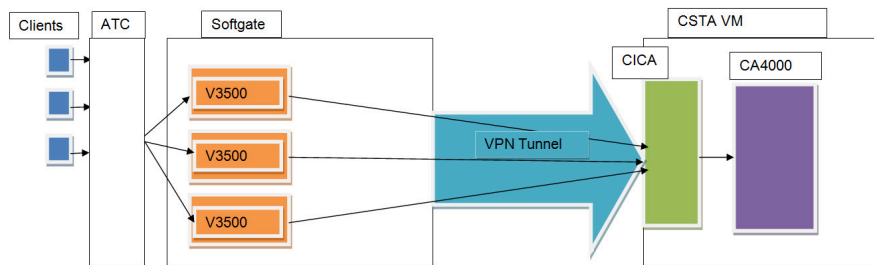 Clients
ATC
Softgate
CSTA VM
CICA
CA4000
V3500
V3500
V3500
VPN Tunnel